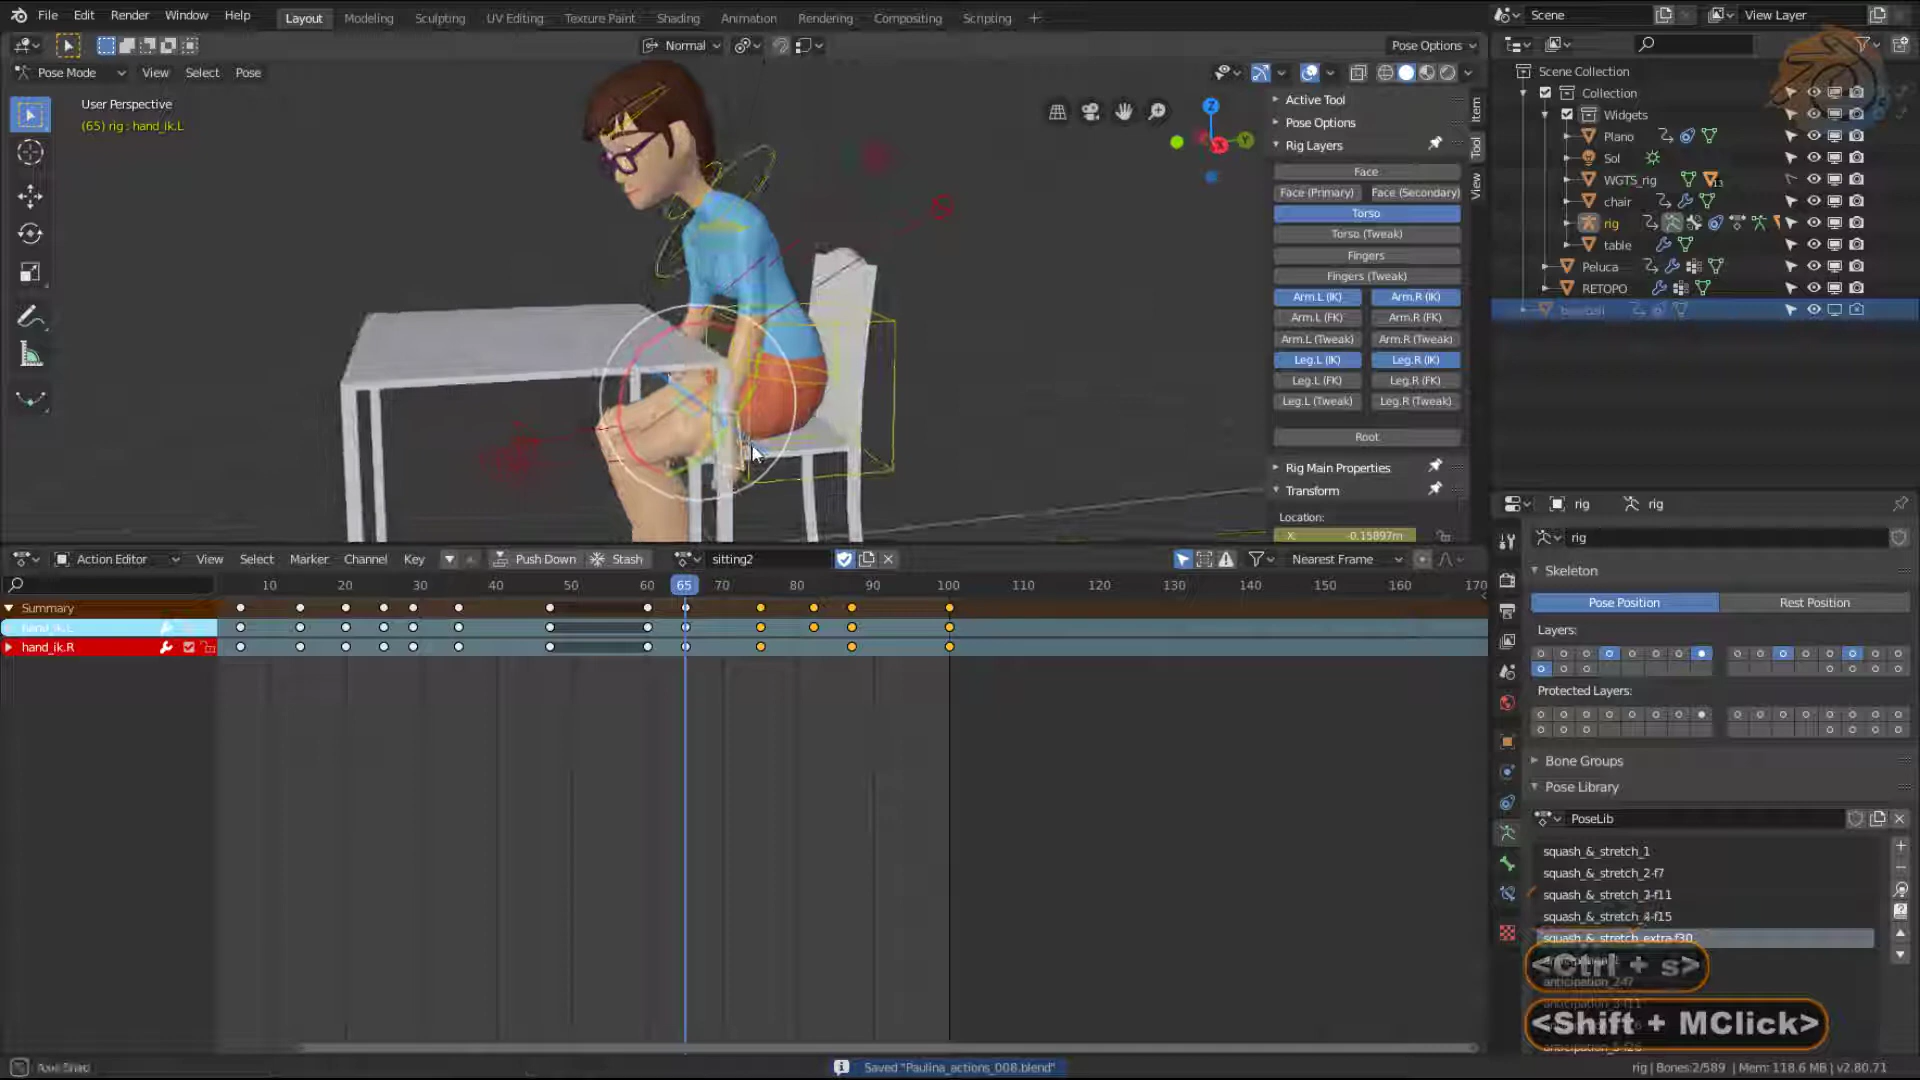 File Edit Render Window Help Layout Modeling Sculpting UV Editing Texture Paint Shading Animation Rendering Compositing Scripting + Scene View Layer
Normal Pose Options
Pose Mode View Select Pose
User Perspective
(65) rig : hand_ik.L
Z
Y
X
Active Tool
Pose Options
Rig Layers
Face
Face (Primary) Face (Secondary)
Torso
Torso (Tweak)
Fingers
Fingers (Tweak)
Arm.L (IK) Arm.R (IK)
Arm.L (FK) Arm.R (FK)
Arm.L (Tweak) Arm.R (Tweak)
Leg.L (IK) Leg.R (IK)
Leg.L (FK) Leg.R (FK)
Leg.L (Tweak) Leg.R (Tweak)
Root
Rig Main Properties
Transform
Location:
X: -0.15897m
Item
Tool
View
Scene Collection
Collection
Widgets
Plano
Sol
WGTS_rig 13
chair
rig
table
Peluca
RETOPO
Action Editor View Select Marker Channel Key Push Down Stash sitting2 Nearest Frame
10 20 30 40 50 60 65 70 80 90 100 110 120 130 140 150 160 170
Summary
hand_ik.L
hand_ik.R
rig rig
rig
Skeleton
Pose Position Rest Position
Layers:
Protected Layers:
Bone Groups
Pose Library
PoseLib
squash_&_stretch_1
squash_&_stretch_2-f7
squash_&_stretch_3-f11
squash_&_stretch_4-f15
squash_&_stretch_extra-f30
<Ctrl + s>
<Shift + MClick>
Saved "Paulina_actions_008.blend"
rig | Bones:2/589 | Mem: 118.6 MB | v2.80.71